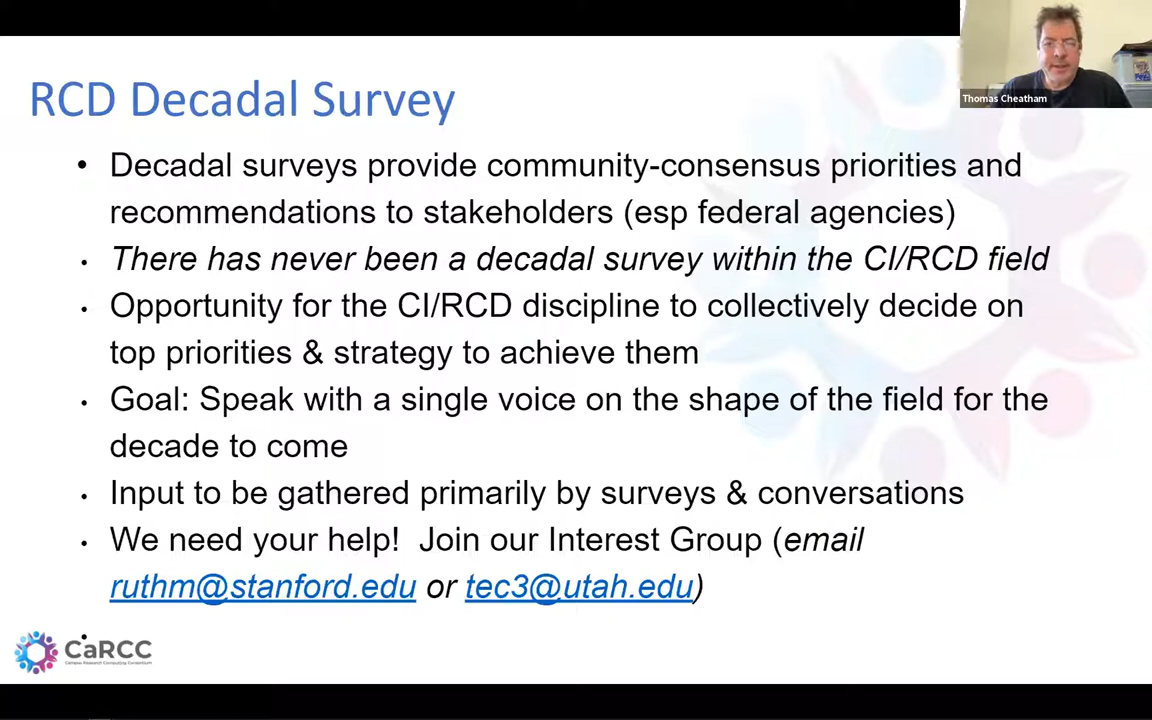 Thomas Cheatham
RCD Decadal Survey
• Decadal surveys provide community-consensus priorities and
recommendations to stakeholders (esp federal agencies)
• There has never been a decadal survey within the CI/RCD field
• Opportunity for the CI/RCD discipline to collectively decide on
top priorities & strategy to achieve them
• Goal: Speak with a single voice on the shape of the field for the
decade to come
• Input to be gathered primarily by surveys & conversations
• We need your help! Join our Interest Group (email
ruthm@stanford.edu or tec3@utah.edu)
•
CaRCC
Campus Research Computing Consortium